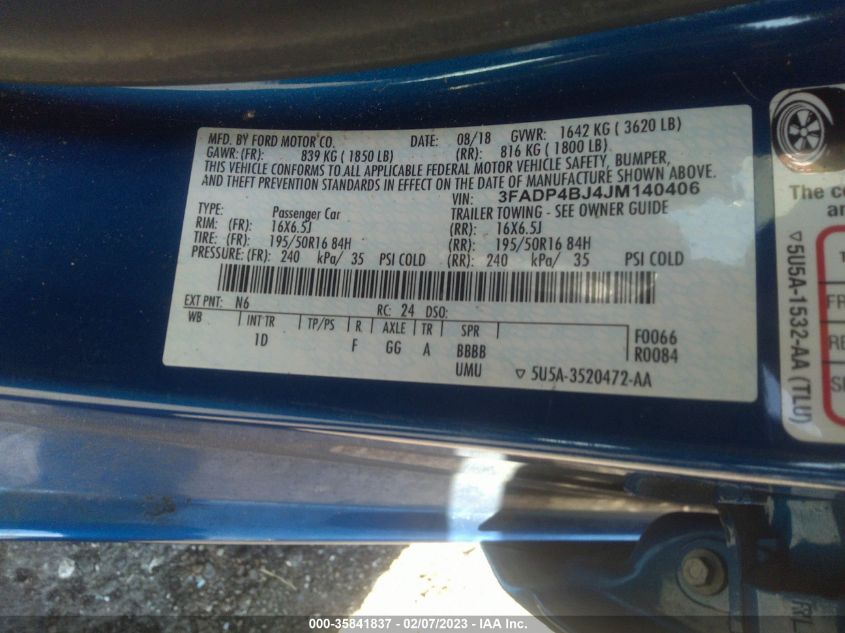 MFD. BY FORD MOTOR CO. DATE: 08/18 GVWR: 1642 KG ( 3620 LB)
GAWR:(FR): 839 KG ( 1850 LB) (RR): 816 KG ( 1800 LB)
THIS VEHICLE CONFORMS TO ALL APPLICABLE FEDERAL MOTOR VEHICLE SAFETY, BUMPER,
AND THEFT PREVENTION STANDARDS IN EFFECT ON THE DATE OF MANUFACTURE SHOWN ABOVE.
VIN: 3FADP4BJ4JM140406
TYPE: Passenger Car TRAILER TOWING - SEE OWNER GUIDE
RIM: (FR): 16X6.5J (RR): 16X6.5J
TIRE: (FR): 195/50R16 84H (RR): 195/50R16 84H
PRESSURE:(FR): 240 kPa/ 35 PSI COLD (RR): 240 kPa/ 35 PSI COLD
EXT PNT: N6 RC: 24 DSO:
WB INT TR TP/PS R AXLE TR SPR F0066
1D F GG A BBBB R0084
UMU ▽ 5U5A-3520472-AA
The co
an
▽5U5A-1532-AA (TLU)
FR
RE
000-35841837 - 02/07/2023 - IAA Inc.